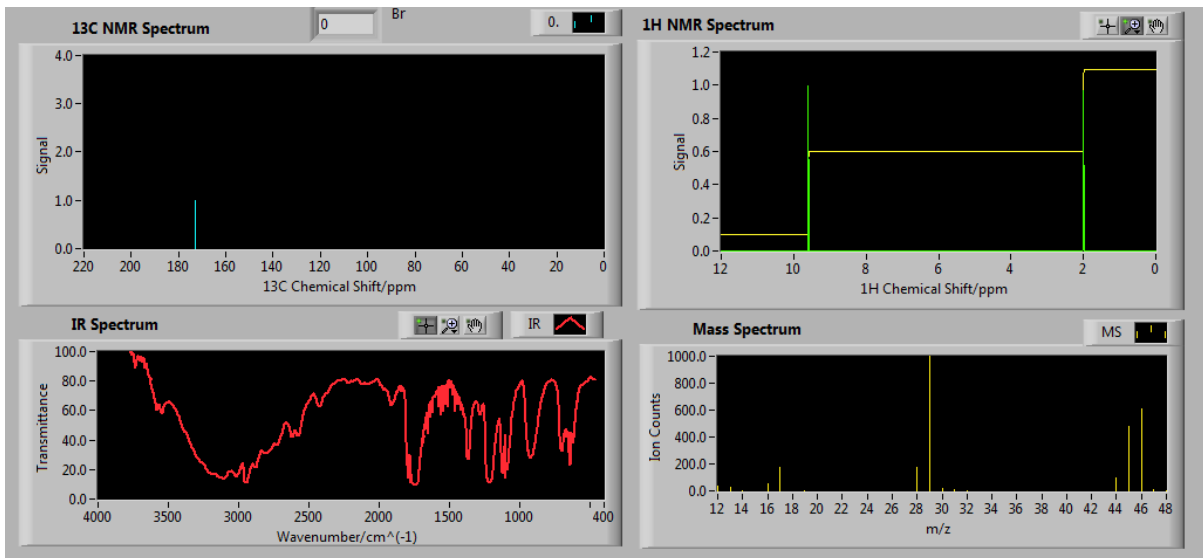 13C NMR Spectrum
0
Br
0.
4.0
3.0
2.0
1.0
0.0
Signal
220 200 180 160 140 120 100 80 60 40 20 0
13C Chemical Shift/ppm
1H NMR Spectrum
1.2
1.0
0.8
0.6
0.4
0.2
0.0
Signal
12 10 8 6 4 2 0
1H Chemical Shift/ppm
IR Spectrum
IR
100.0
80.0
60.0
40.0
20.0
0.0
Transmittance
4000 3500 3000 2500 2000 1500 1000 400
Wavenumber/cm^(-1)
Mass Spectrum
MS
1000.0
800.0
600.0
400.0
200.0
0.0
Ion Counts
12 14 16 18 20 22 24 26 28 30 32 34 36 38 40 42 44 46 48
m/z